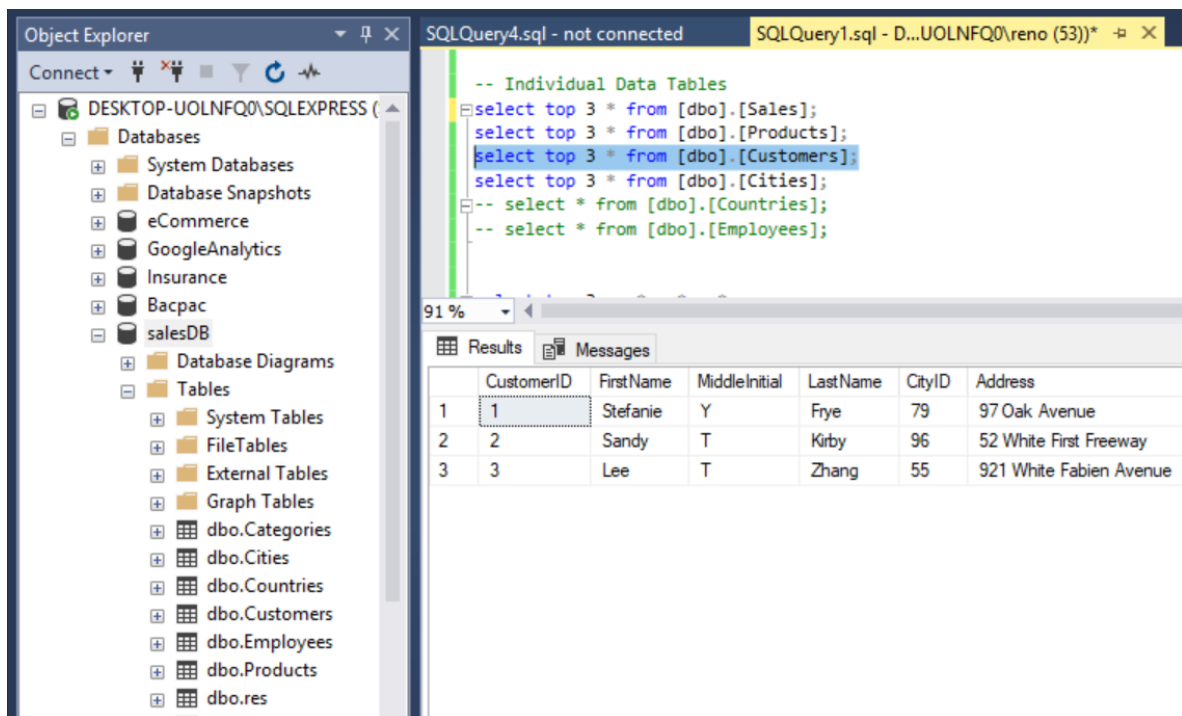 Object Explorer
Connect
DESKTOP-UOLNFQ0\SQLEXPRESS (
Databases
System Databases
Database Snapshots
eCommerce
GoogleAnalytics
Insurance
Bacpac
salesDB
Database Diagrams
Tables
System Tables
FileTables
External Tables
Graph Tables
dbo.Categories
dbo.Cities
dbo.Countries
dbo.Customers
dbo.Employees
dbo.Products
dbo.res
SQLQuery4.sql - not connected
SQLQuery1.sql - D...UOLNFQ0\reno (53))*
-- Individual Data Tables
select top 3 * from [dbo].[Sales];
select top 3 * from [dbo].[Products];
select top 3 * from [dbo].[Customers];
select top 3 * from [dbo].[Cities];
-- select * from [dbo].[Countries];
-- select * from [dbo].[Employees];
91 %
Results Messages
CustomerID FirstName MiddleInitial LastName CityID Address
1 1 Stefanie Y Frye 79 97 Oak Avenue
2 2 Sandy T Kirby 96 52 White First Freeway
3 3 Lee T Zhang 55 921 White Fabien Avenue